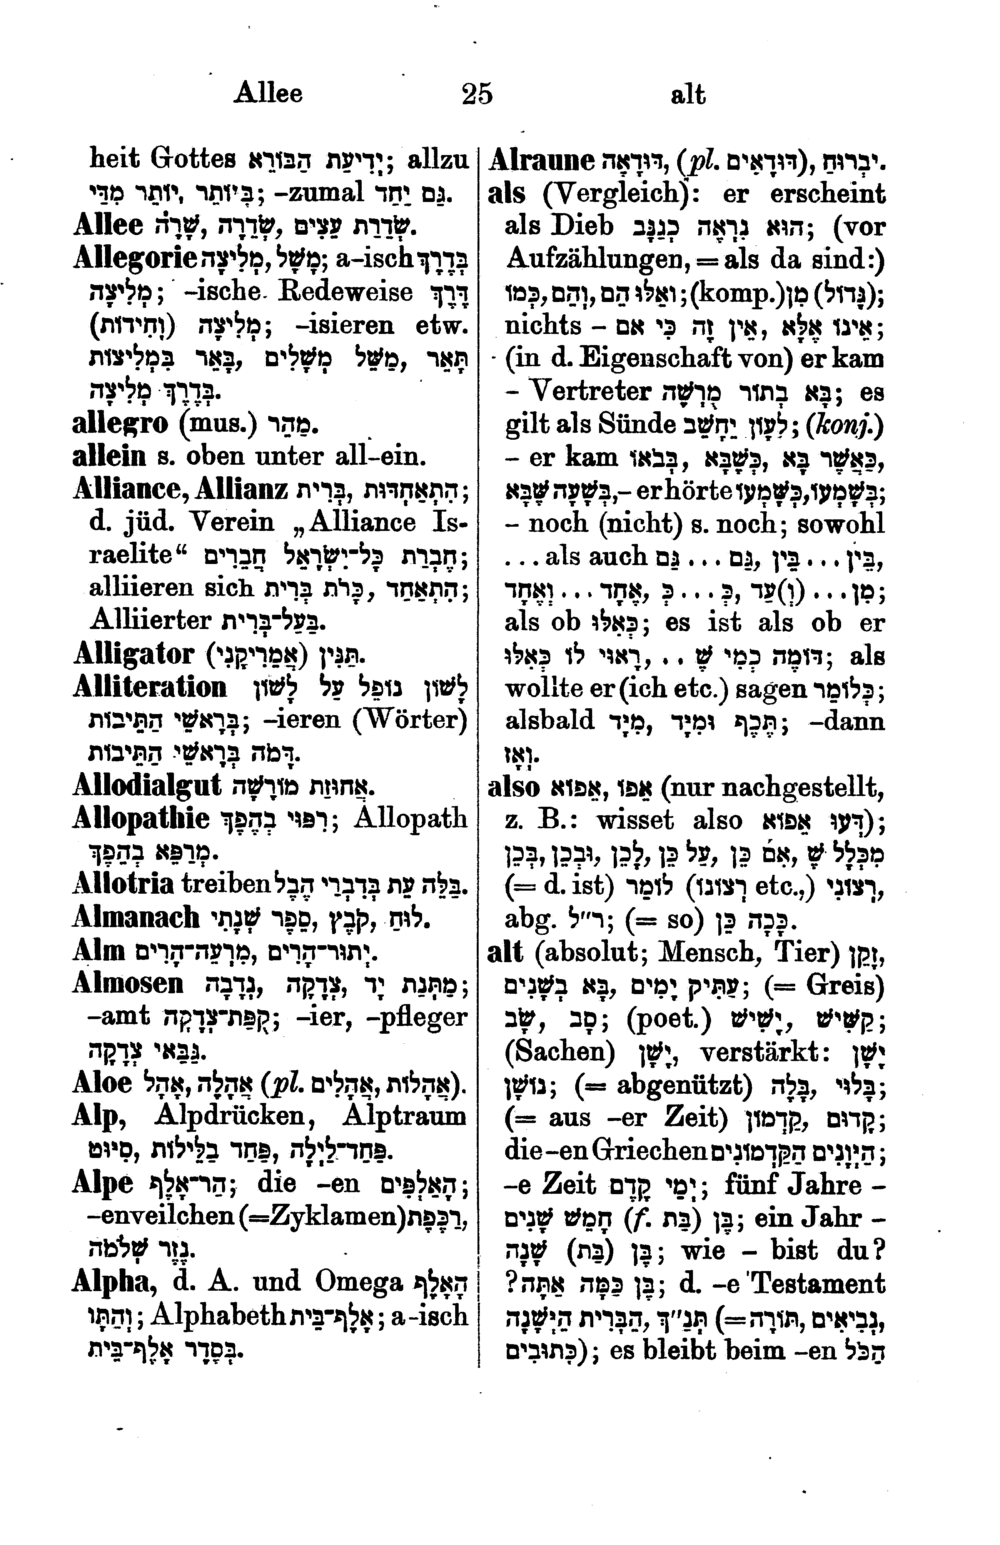 Allee 25 alt
heit Gottes יְדִיעַת הַבּוֹרֵא; allzu
בְּיוֹתֵר, יוֹתֵר מִדַּי; -zumal גַּם יַחַד.
Allee שְׂדֵרַת עֵצִים, שְׂדֵרָה, שָׂרֹה.
Allegorie מָשָׁל, מְלִיצָה; a-isch בְּדֶרֶךְ
מְלִיצָה; -ische Redeweise דֶּרֶךְ
מְלִיצָה (וְחִידוֹת); -isieren etw.
תֵּאֵר, מַשֵּׁל מְשָׁלִים, בֵּאֵר בִּמְלִיצוֹת
בְּדֶרֶךְ מְלִיצָה.
allegro (mus.) מַהֵר.
allein s. oben unter all-ein.
Alliance, Allianz הִתְאַחְדוּת, בְּרִית;
d. jüd. Verein „Alliance Is-
raelite“ חֶבְרַת כָּל-יִשְׂרָאֵל חֲבֵרִים;
alliieren sich הִתְאַחֵד, כָּרֹת בְּרִית;
Alliierter בַּעַל-בְּרִית.
Alligator תַּנִּין (אֲמֵרִיקָנִי).
Alliteration לָשׁוֹן נוֹפֵל עַל לָשׁוֹן
בְּרָאשֵׁי הַתֵּיבוֹת; -ieren (Wörter)
דָּמֹה בְּרָאשֵׁי הַתֵּיבוֹת.
Allodialgut אֲחוּזַּת מוֹרָשָׁה.
Allopathie רִפּוּי בְּהֶפֶךְ; Allopath
מְרַפֵּא בְהֵפֶךְ.
Allotria treiben בַּלֵּה עֵת בְּדִבְרֵי הֶבֶל.
Almanach לוּחַ, קֹבֶץ, סֵפֶר שְׁנָתִי.
Alm יְתוּר-הָרִים, מִרְעֵה-הָרִים.
Almosen מַתְּנַת יָד, צְדָקָה, נְדָבָה;
-amt קֻפַּת-צְדָקָה; -ier, -pfleger
גַּבַּאי צְדָקָה.
Aloe אֲהָל, אֲהָלָה (pl. אֲהָלִים, אֲהָלוֹת).
Alp, Alpdrücken, Alptraum
פַּחַד-לַיְלָה, פַּחַד בַּלֵּילוֹת, סִיּוּט.
Alpe הַר-אֶלֶף; die -en הָאַלְפִּים;
-enveilchen (=Zyklamen) רַכֶּפֶת,
נֵזֶר שְׁלֹמֹה.
Alpha, d. A. und Omega הָאָלֶף
וְהַתָּו; Alphabeth אָלֶף-בֵּית; a-isch
בְּסֵדֶר אָלֶף-בֵּית.
Alraune דּוּדָאָה, (pl. דּוּדָאִים), יַבְרוּחַ.
als (Vergleich): er erscheint
als Dieb הוּא נִרְאֶה כְגַנָּב; (vor
Aufzählungen, = als da sind:)
וְאֵלּוּ הֵם, וְהֵם, כְּמוֹ; (komp.) (גָּדוֹל) מִן;
nichts - אֵינוֹ אֶלָּא, אֵין זֶה כִּי אִם;
(in d. Eigenschaft von) er kam
- Vertreter בָּא בְתוֹר מֻרְשֶׁה; es
gilt als Sünde לְעָוֹן יֵחָשֵׁב; (konj.)
- er kam כַּאֲשֶׁר בָּא, כְּשֶׁבָּא, בְּבֹאוֹ
בְּשָׁעָה שֶׁבָּא, - er hörte בְּשָׁמְעוֹ, כְּשָׁמְעוֹ;
- noch (nicht) s. noch; sowohl
... als auch גַּם ... גַּם, בֵּין ... בֵּין,
מִן ... (וְ)עַד, כְּ ... כְּ, אֶחָד ... וְאֶחָד;
als ob כְּאִלּוּ; es ist als ob er
דּוֹמֶה כְמִי שֶׁ.., רָאוּי לוֹ כְּאִלּוּ; als
wollte er (ich etc.) sagen כְּלוֹמַר;
alsbald תֵּכֶף וּמִיָּד, מִיָּד; -dann
וְאָז.
also אֵפוֹ, אֵפוֹא (nur nachgestellt,
z. B.: wisset also דְּעוּ אֵפוֹא);
אִם כֵּן, עַל כֵּן, לָכֵן, וּבְכֵן, בְּכֵן, מִכְּלָל שֶׁ
(= d. ist) לוֹמַר (רְצוֹנוֹ etc.,) רְצוֹנִי,
abg. ר״ל; (= so) כָּכָה כֵּן.
alt (absolut; Mensch, Tier) זָקֵן,
עַתִּיק יָמִים, בָּא בְּשָׁנִים; (= Greis)
סָב, שָׂב; (poet.) קָשִׁישׁ, יָשִׁישׁ;
(Sachen) יָשָׁן, verstärkt: יָשָׁן
נוֹשָׁן; (= abgenützt) בָּלוּי, בָּלֶה;
(= aus -er Zeit) קָדוּם, קַדְמוֹן;
die -en Griechen הַיְוָנִים הַקַּדְמוֹנִים;
-e Zeit יְמֵי קֶדֶם; fünf Jahre -
בֶּן (f. בַּת) חָמֵשׁ שָׁנִים; ein Jahr -
בֶּן (בַּת) שָׁנָה; wie - bist du?
בֶּן כַּמָּה אַתָּה?; d. -e Testament
הַבְּרִית הַיְשָׁנָה, תְּנַ״ךְ (=תּוֹרָה, נְבִיאִים,
כְּתוּבִים); es bleibt beim -en הַכֹּל